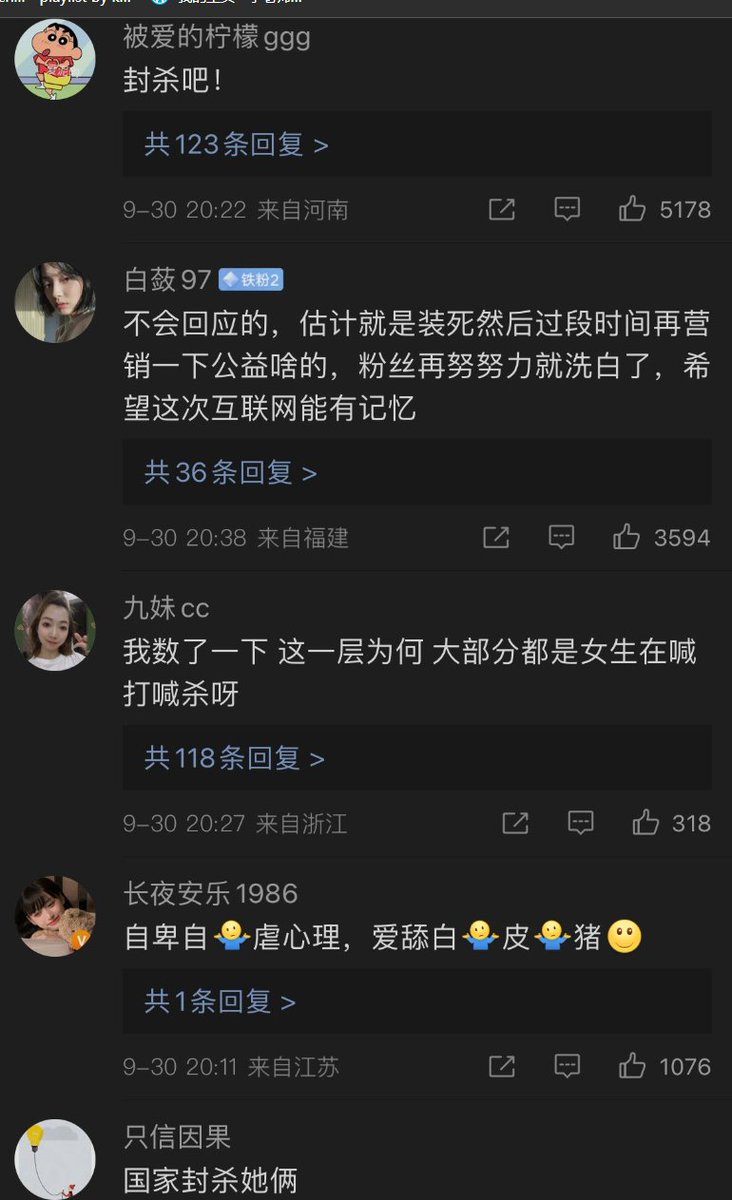 playlist by
被爱的柠檬ggg
封杀吧！
共123条回复 >
9-30 20:22 来自河南
5178
白蔹97 铁粉2
不会回应的，估计就是装死然后过段时间再营
销一下公益啥的，粉丝再努努力就洗白了，希
望这次互联网能有记忆
共36条回复 >
9-30 20:38 来自福建
3594
九妹cc
我数了一下 这一层为何 大部分都是女生在喊
打喊杀呀
共118条回复 >
9-30 20:27 来自浙江
318
长夜安乐1986
自卑自🤷虐心理，爱舔白🤷皮🤷猪🙂
共1条回复 >
9-30 20:11 来自江苏
1076
只信因果
国家封杀她俩